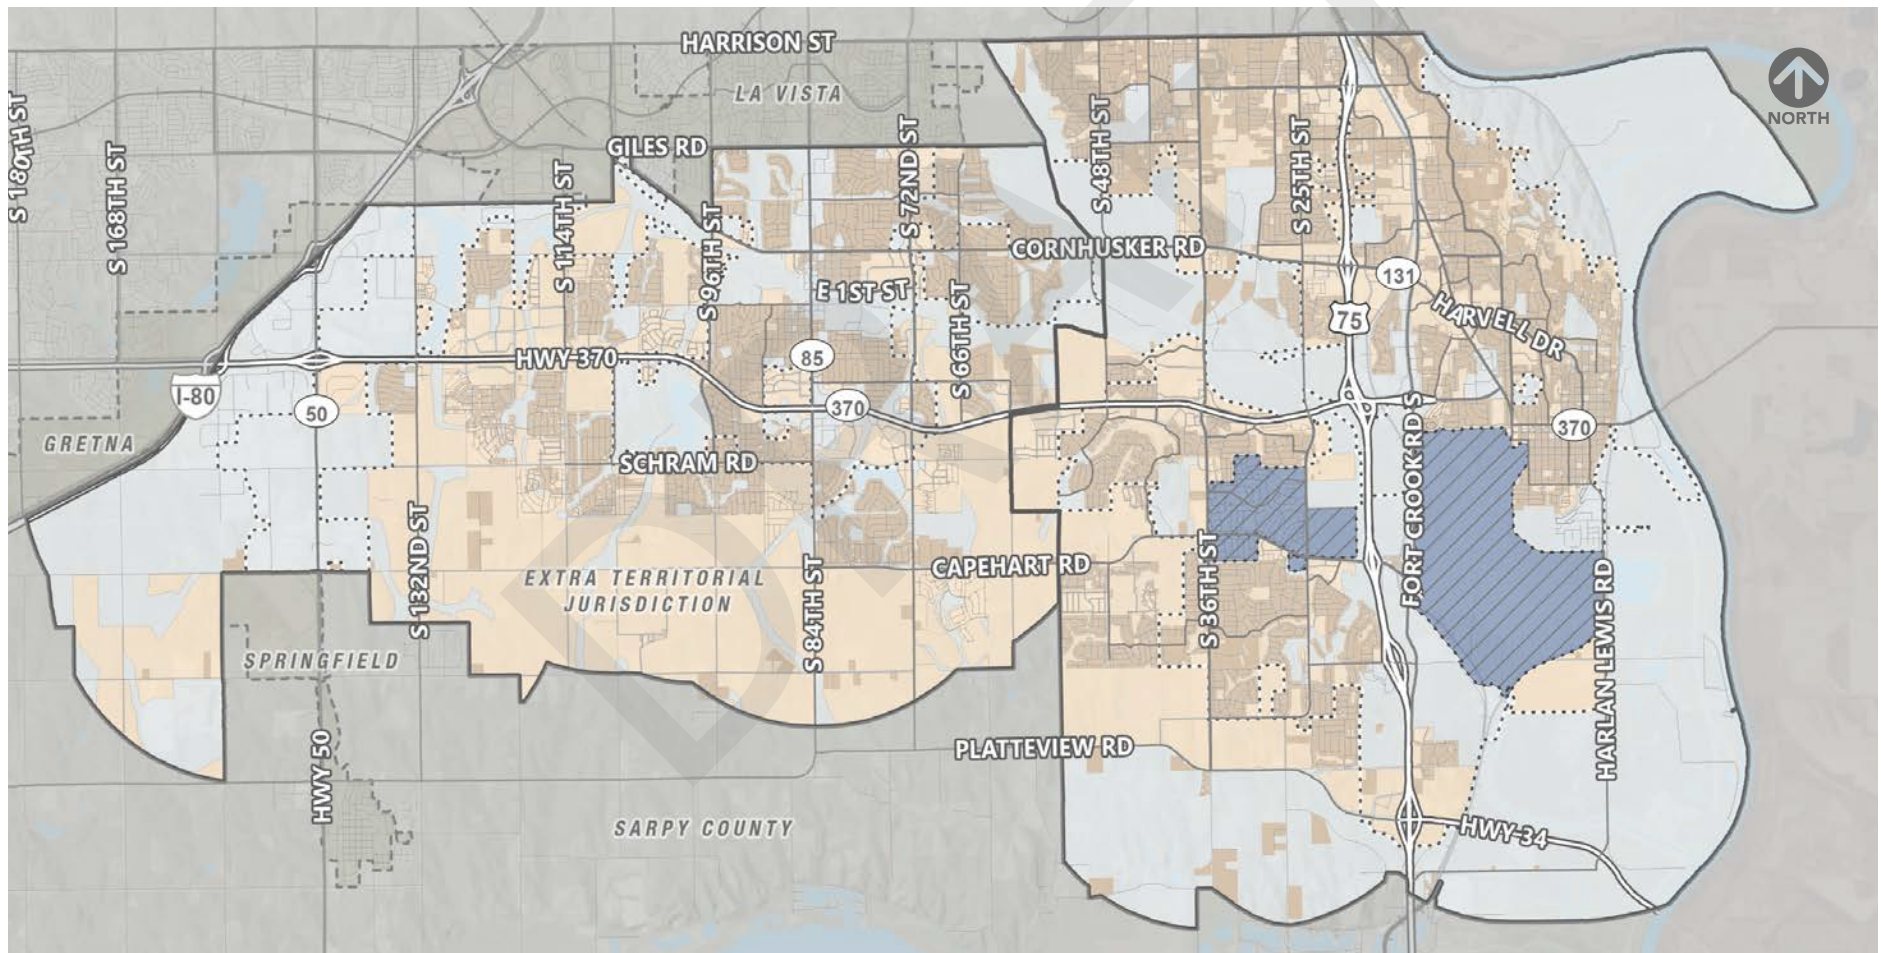 HARRISON ST
LA VISTA
NORTH
S 180TH ST
S 168TH ST
GILES RD
S 114TH ST
S 96TH ST
S 72ND ST
S 48TH ST
S 25TH ST
CORNHUSKER RD
E 1ST ST
S 66TH ST
131
75
HARVELL DR
HWY 370
85
I-80
50
370
370
GRETNA
SCHRAM RD
FORT CROOK RD S
S 132ND ST
S 84TH ST
CAPEHART RD
S 36TH ST
EXTRA TERRITORIAL
JURISDICTION
HARLAN LEWIS RD
SPRINGFIELD
HWY 50
PLATTEVIEW RD
SARPY COUNTY
HWY 34
DRAFT